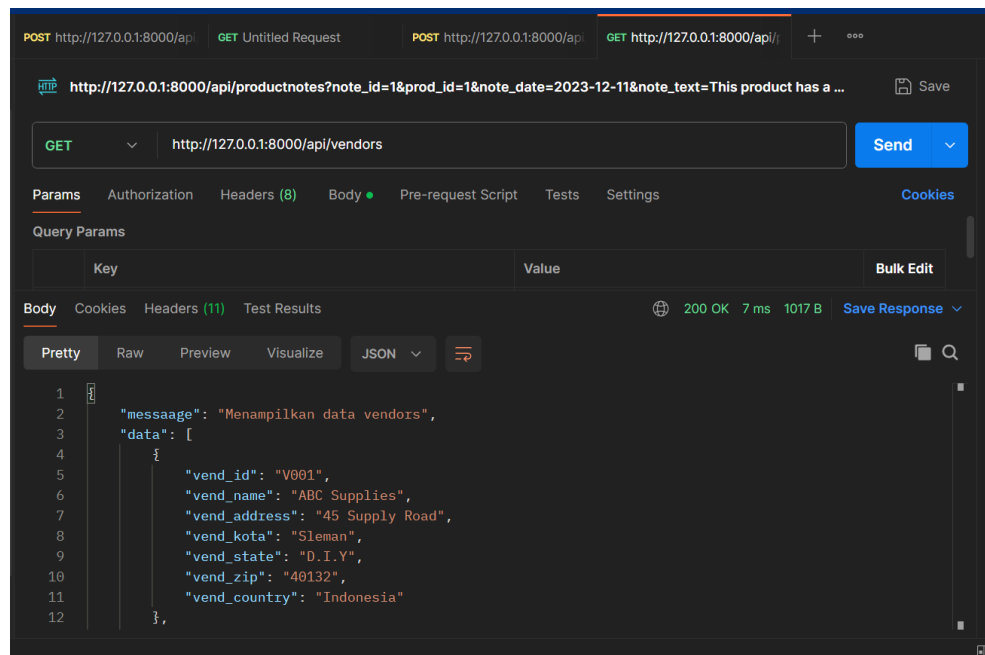 POST http://127.0.0.1:8000/api GET Untitled Request POST http://127.0.0.1:8000/api GET http://127.0.0.1:8000/api/p
HTTP http://127.0.0.1:8000/api/productnotes?note_id=1&prod_id=1&note_date=2023-12-11&note_text=This product has a ... Save
GET http://127.0.0.1:8000/api/vendors Send
Params Authorization Headers (8) Body Pre-request Script Tests Settings Cookies
Query Params
Key Value Bulk Edit
Body Cookies Headers (11) Test Results 200 OK 7 ms 1017 B Save Response
Pretty Raw Preview Visualize JSON
1 {
2 "messaage": "Menampilkan data vendors",
3 "data": [
4 {
5 "vend_id": "V001",
6 "vend_name": "ABC Supplies",
7 "vend_address": "45 Supply Road",
8 "vend_kota": "Sleman",
9 "vend_state": "D.I.Y",
10 "vend_zip": "40132",
11 "vend_country": "Indonesia"
12 },